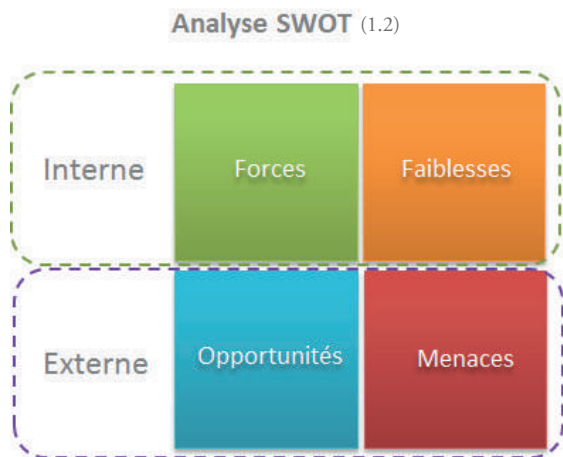 Analyse SWOT (1.2)
Interne Forces Faiblesses
Externe Opportunités Menaces